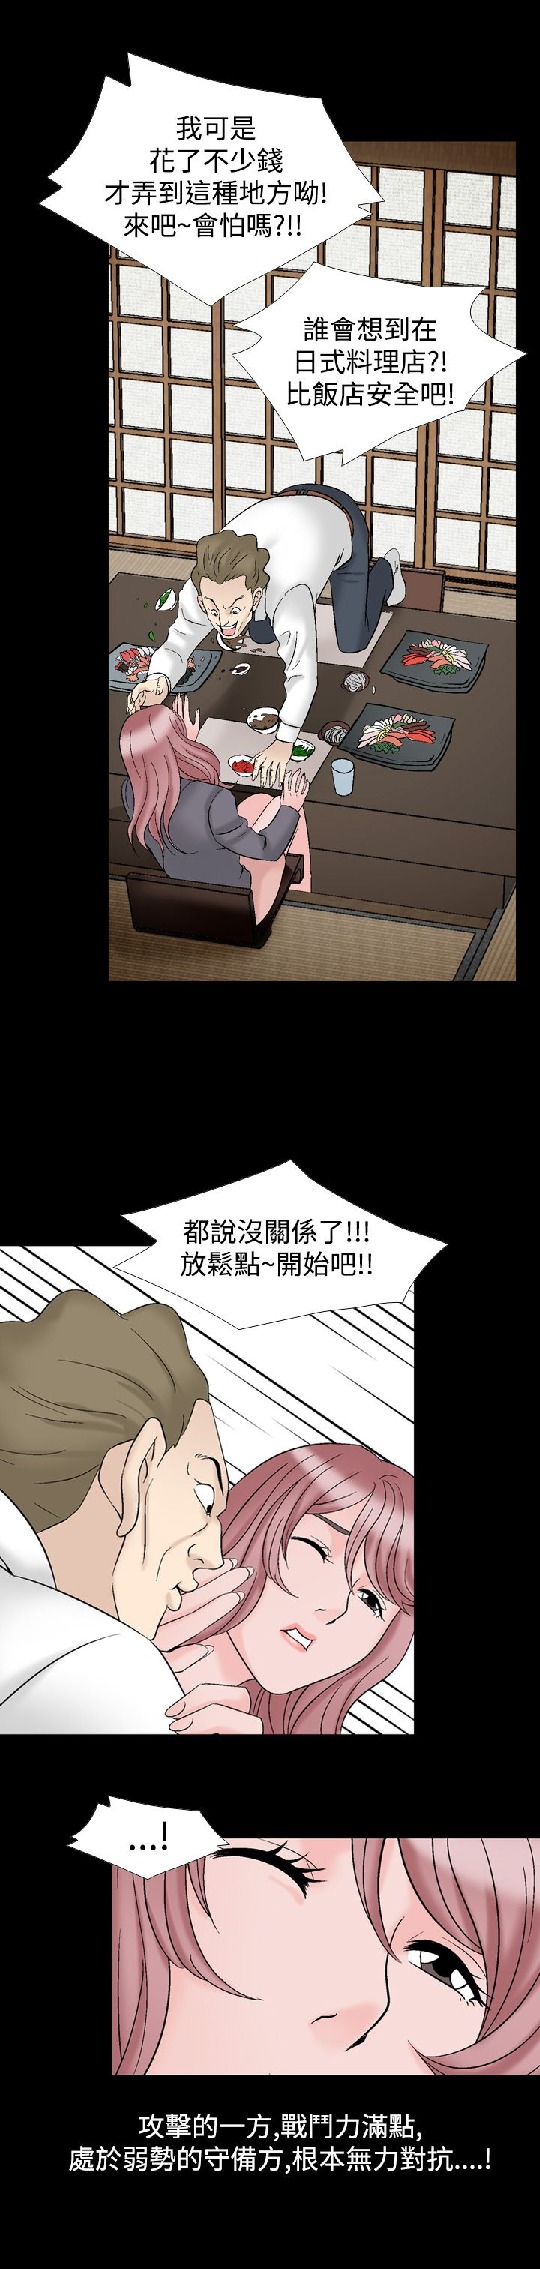 我可是
花了不少錢
才弄到這種地方呦!
來吧~會怕嗎?!!
誰會想到在
日式料理店?!
比飯店安全吧!
都說沒關係了!!!
放鬆點~開始吧!!
...!
攻擊的一方,戰鬥力滿點,
處於弱勢的守備方,根本無力對抗....!